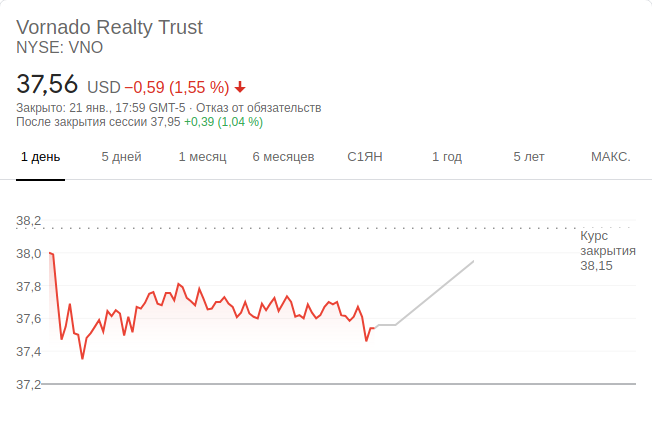 Vornado Realty Trust
NYSE: VNO
37,56 USD −0,59 (1,55 %)
Закрыто: 21 янв., 17:59 GMT-5 · Отказ от обязательств
После закрытия сессии 37,95 +0,39 (1,04 %)
1 день 5 дней 1 месяц 6 месяцев С1ЯН 1 год 5 лет МАКС.
38,2
38,0
37,8
37,6
37,4
37,2
Курс
закрытия
38,15